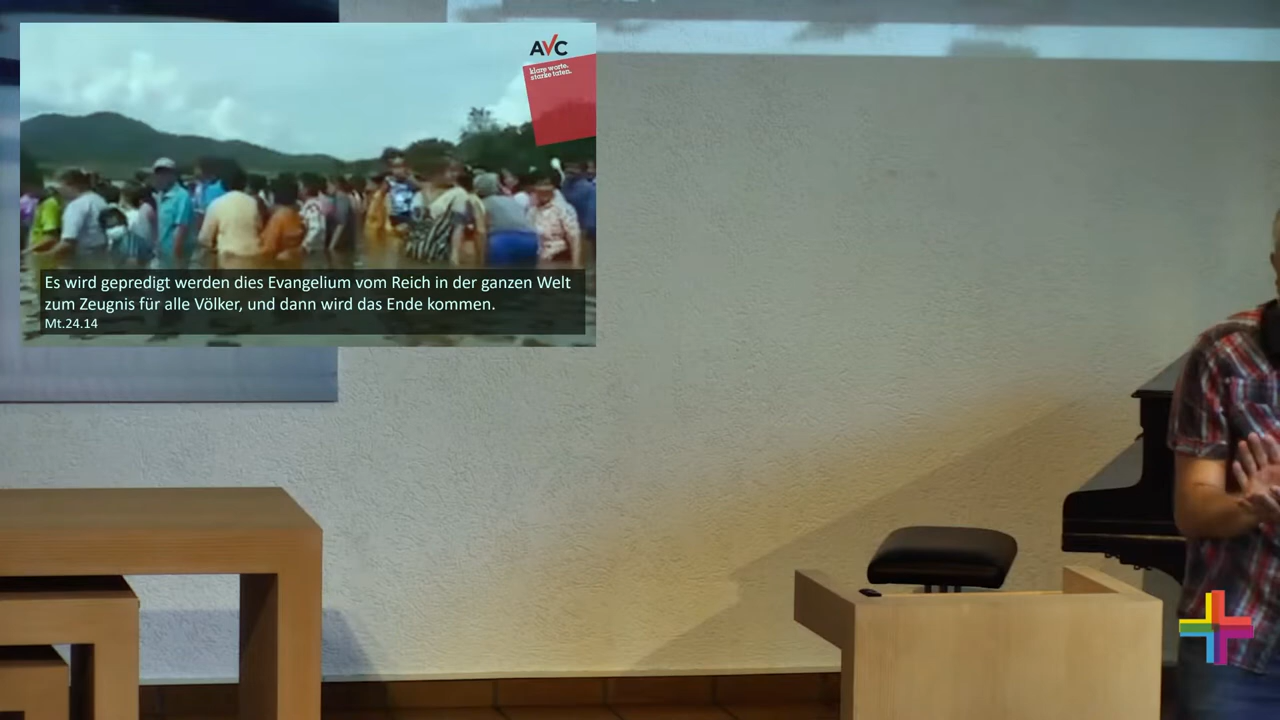 AVC
klare worte.
starke taten.
Es wird gepredigt werden dies Evangelium vom Reich in der ganzen Welt
zum Zeugnis für alle Völker, und dann wird das Ende kommen.
Mt.24.14